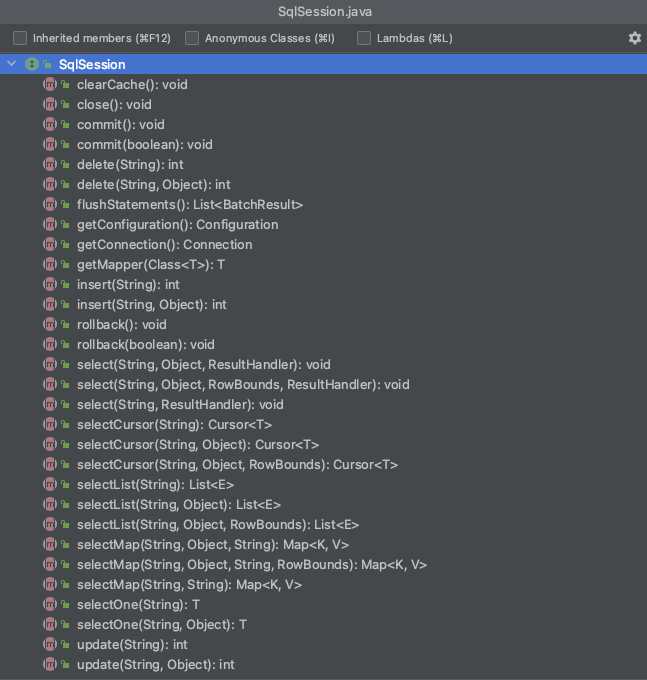 SqlSession.java
Inherited members (⌘F12) Anonymous Classes (⌘I) Lambdas (⌘L)
I SqlSession
m clearCache(): void
m close(): void
m commit(): void
m commit(boolean): void
m delete(String): int
m delete(String, Object): int
m flushStatements(): List<BatchResult>
m getConfiguration(): Configuration
m getConnection(): Connection
m getMapper(Class<T>): T
m insert(String): int
m insert(String, Object): int
m rollback(): void
m rollback(boolean): void
m select(String, Object, ResultHandler): void
m select(String, Object, RowBounds, ResultHandler): void
m select(String, ResultHandler): void
m selectCursor(String): Cursor<T>
m selectCursor(String, Object): Cursor<T>
m selectCursor(String, Object, RowBounds): Cursor<T>
m selectList(String): List<E>
m selectList(String, Object): List<E>
m selectList(String, Object, RowBounds): List<E>
m selectMap(String, Object, String): Map<K, V>
m selectMap(String, Object, String, RowBounds): Map<K, V>
m selectMap(String, String): Map<K, V>
m selectOne(String): T
m selectOne(String, Object): T
m update(String): int
m update(String, Object): int